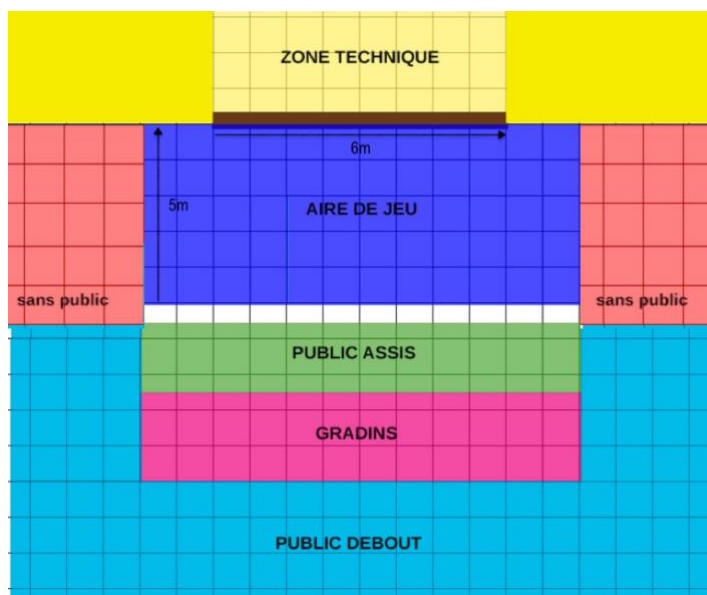 ZONE TECHNIQUE
6m
5m
AIRE DE JEU
sans public
sans public
PUBLIC ASSIS
GRADINS
PUBLIC DEBOUT